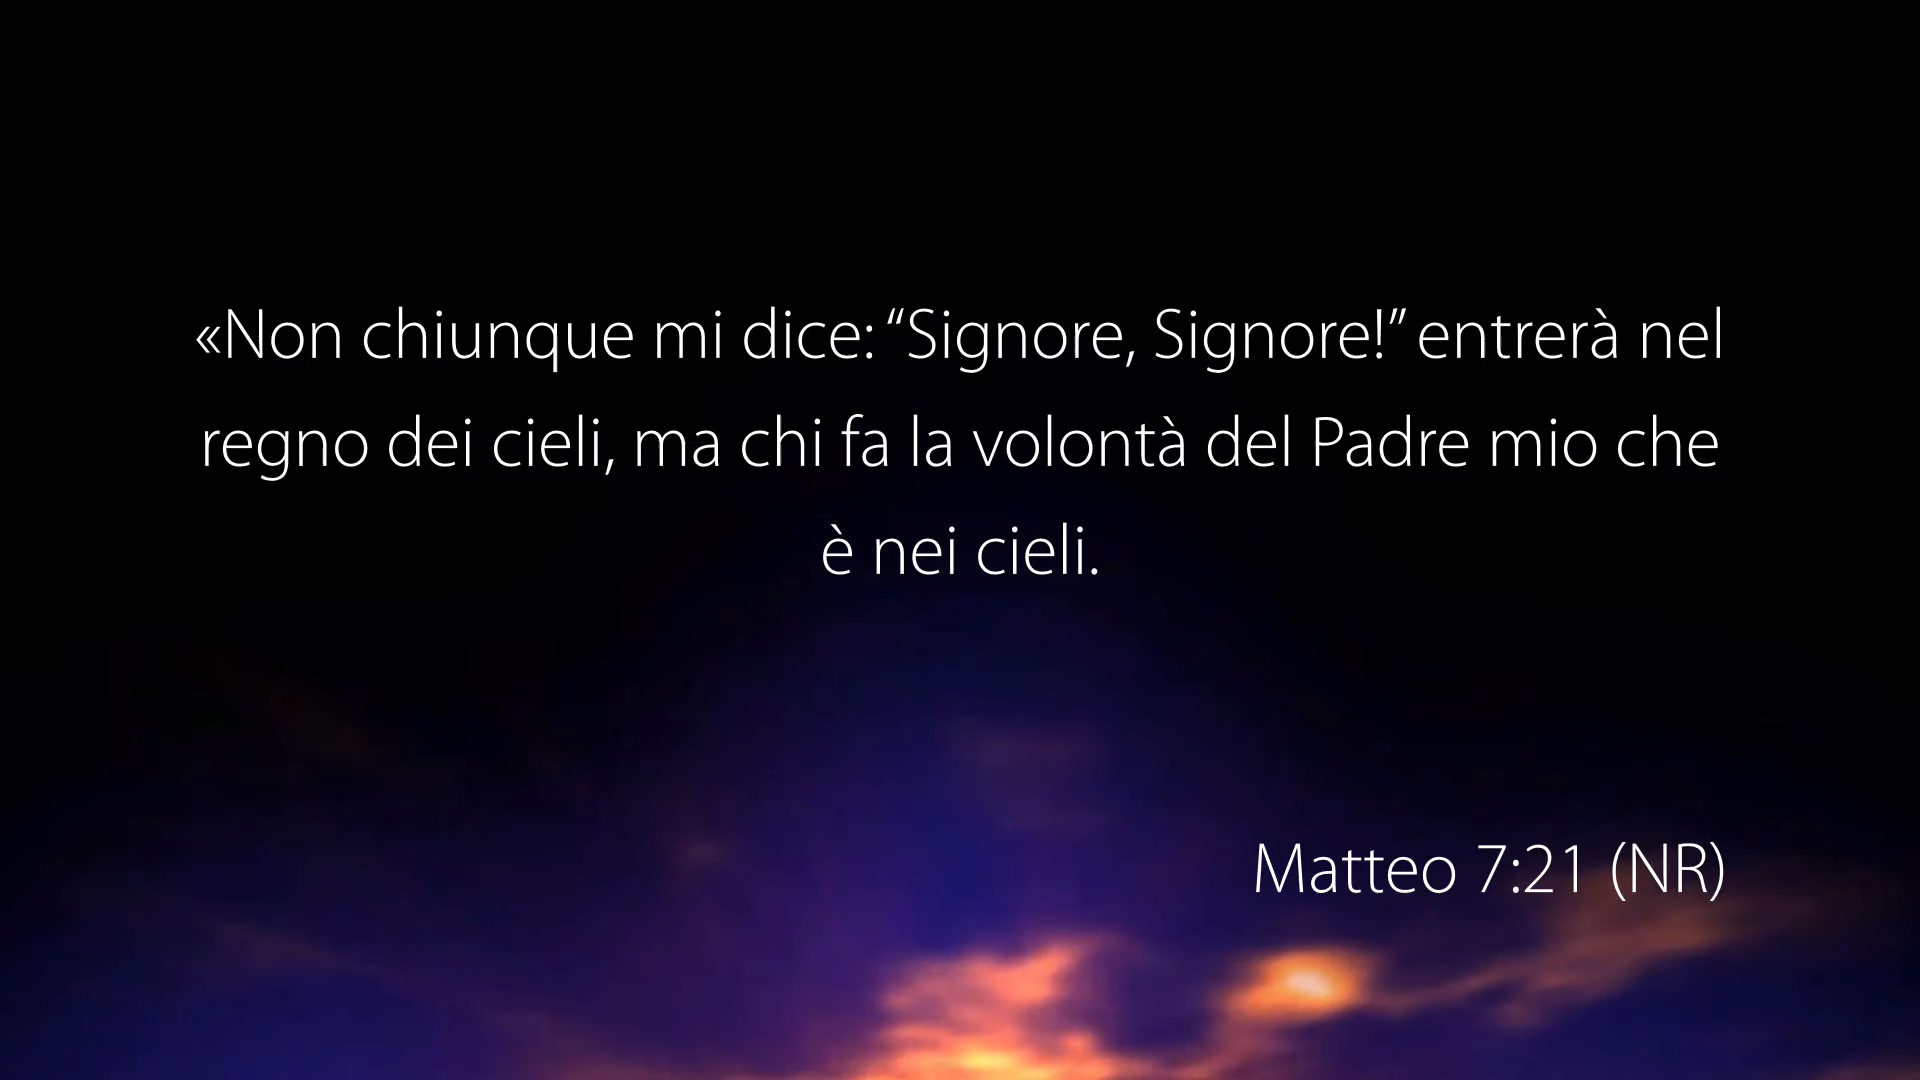 «Non chiunque mi dice: “Signore, Signore!” entrerà nel
regno dei cieli, ma chi fa la volontà del Padre mio che
è nei cieli.
Matteo 7:21 (NR)